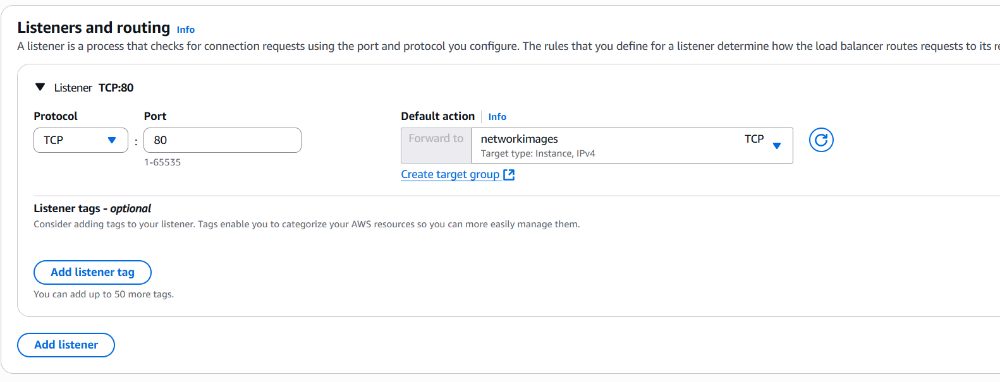 Listeners and routing Info
A listener is a process that checks for connection requests using the port and protocol you configure. The rules that you define for a listener determine how the load balancer routes requests to its
Listener TCP:80
Protocol Port Default action Info
TCP : 80 Forward to networkimages TCP
Target type: Instance, IPv4
1-65535
Create target group
Listener tags - optional
Consider adding tags to your listener. Tags enable you to categorize your AWS resources so you can more easily manage them.
Add listener tag
You can add up to 50 more tags.
Add listener